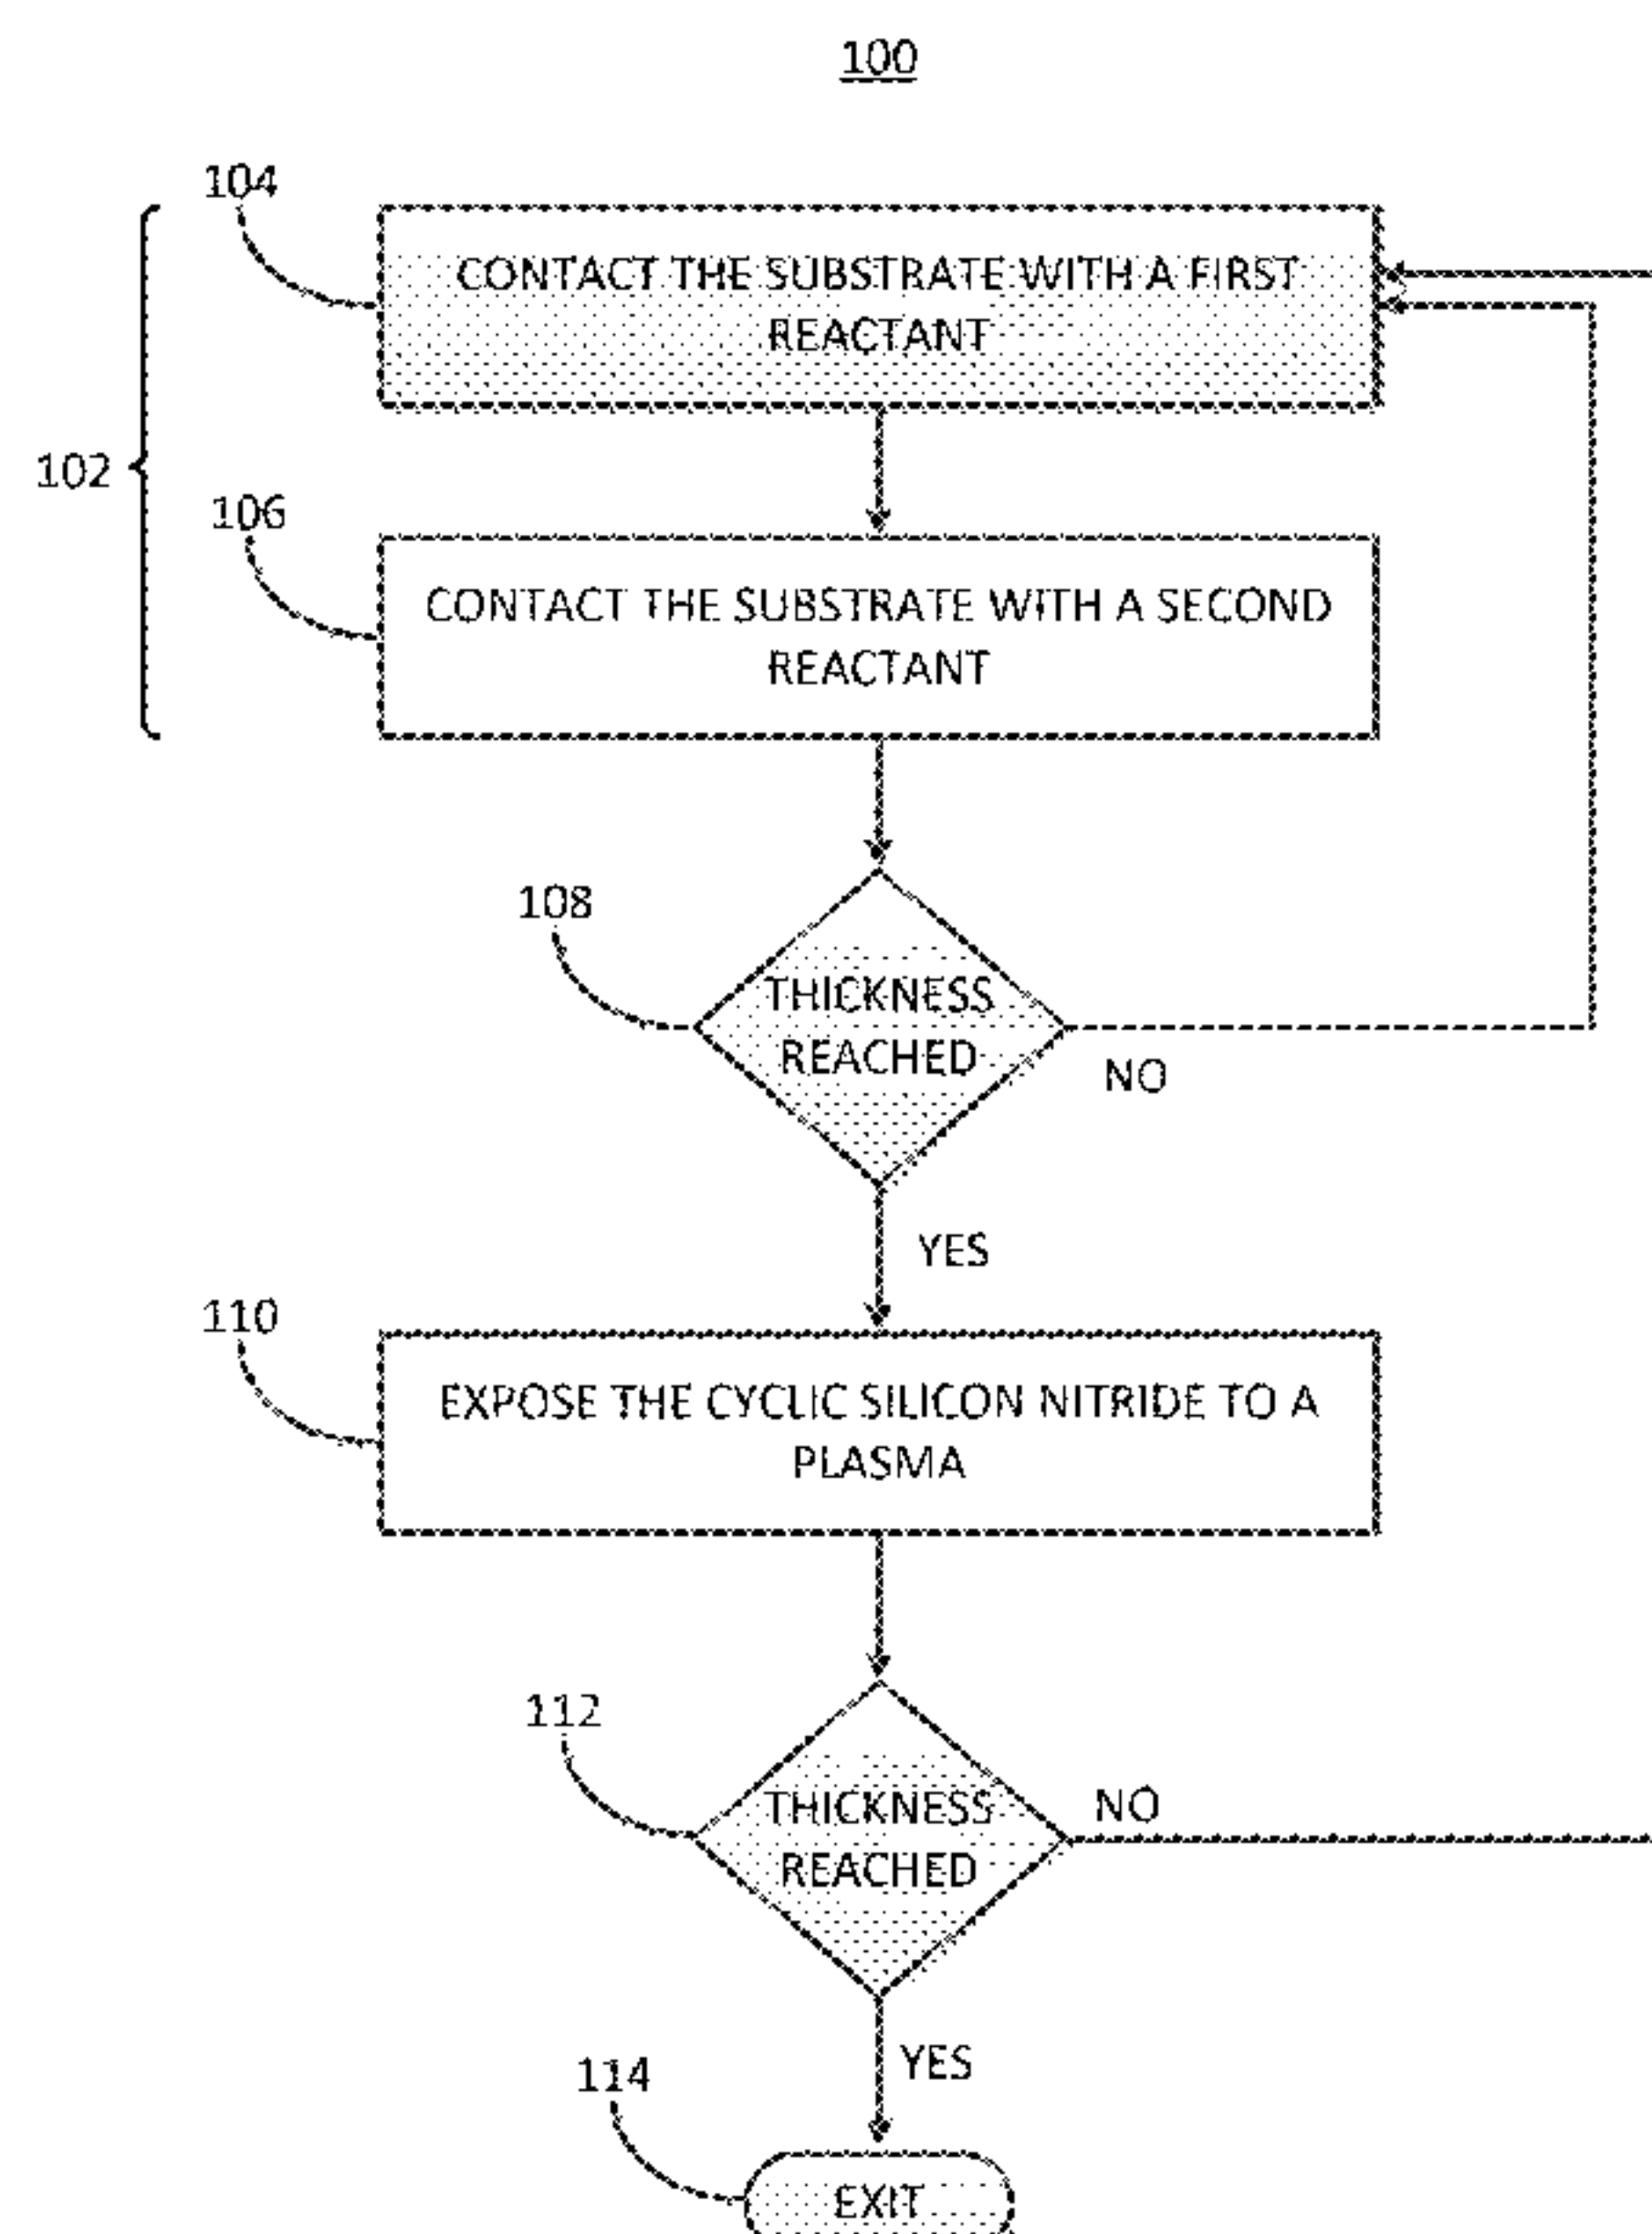 100
104
CONTACT THE SUBSTRATE WITH A FIRST
REACTANT
102
106
CONTACT THE SUBSTRATE WITH A SECOND
REACTANT
108
THICKNESS
REACHED
NO
YES
110
EXPOSE THE CYCLIC SILICON NITRIDE TO A
PLASMA
112
THICKNESS
REACHED
NO
YES
114
EXIT